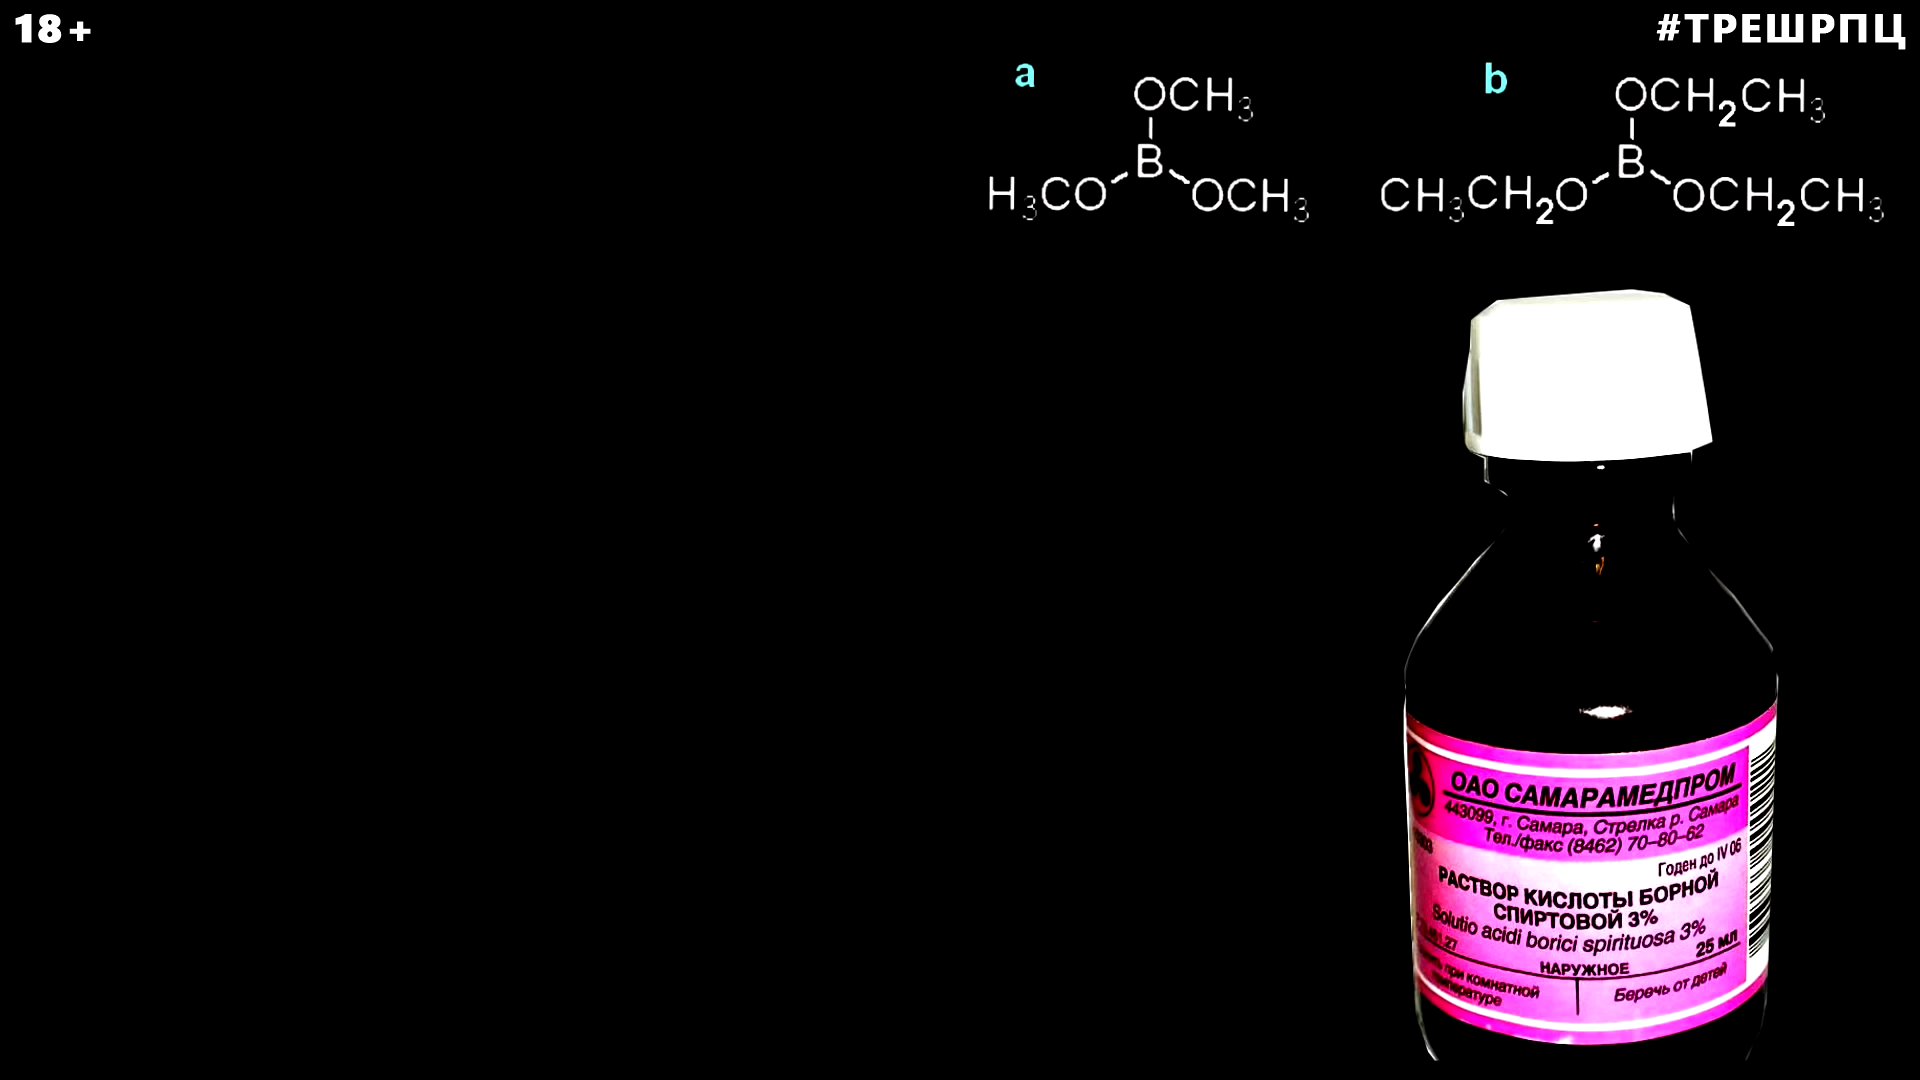 18+
#ТРЕШРПЦ
a
b
OCH3
B
H3CO
OCH3
OCH2CH3
B
CH3CH2O
OCH2CH3
ОАО САМАРАМЕДПРОМ
443099, г. Самара, Стрелка р. Самара
Тел./факс (8462) 70-80-62
Годен до IV 06
РАСТВОР КИСЛОТЫ БОРНОЙ
СПИРТОВОЙ 3%
Solutio acidi borici spirituosa 3%
25 мл
НАРУЖНОЕ
при комнатной
Беречь от детей